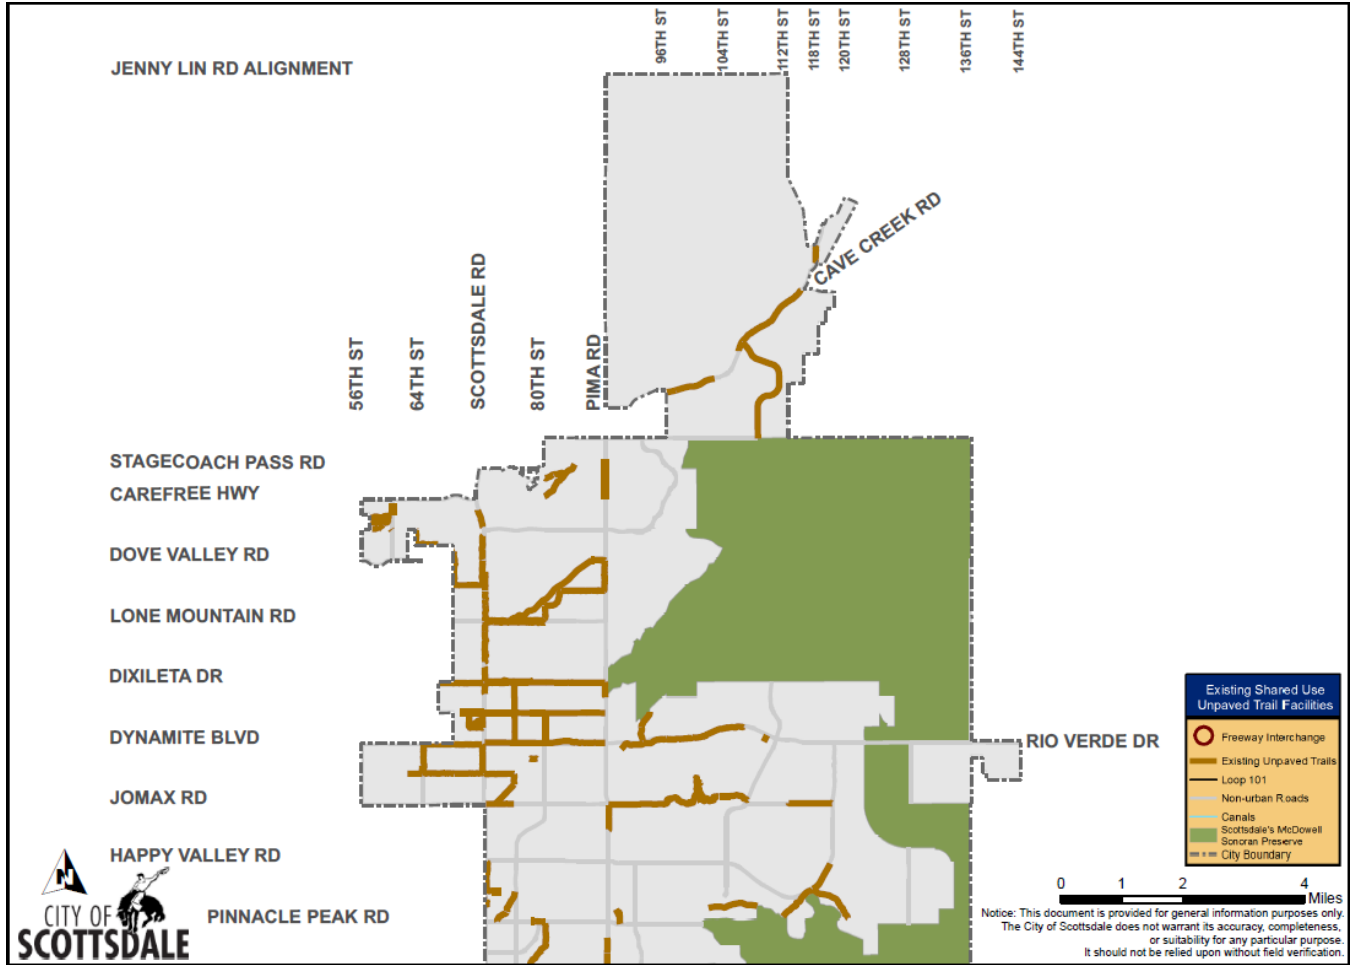 96TH ST
104TH ST
112TH ST
118TH ST
120TH ST
128TH ST
136TH ST
144TH ST
JENNY LIN RD ALIGNMENT
CAVE CREEK RD
56TH ST
64TH ST
SCOTTSDALE RD
80TH ST
PIMA RD
STAGECOACH PASS RD
CAREFREE HWY
DOVE VALLEY RD
LONE MOUNTAIN RD
DIXILETA DR
DYNAMITE BLVD
RIO VERDE DR
JOMAX RD
HAPPY VALLEY RD
PINNACLE PEAK RD
N
CITY OF
SCOTTSDALE
Existing Shared Use
Unpaved Trail Facilities
Freeway Interchange
Existing Unpaved Trails
Loop 101
Non-urban Roads
Canals
Scottsdale's McDowell
Sonoran Preserve
City Boundary
0 1 2 4
Miles
Notice: This document is provided for general information purposes only.
The City of Scottsdale does not warrant its accuracy, completeness,
or suitability for any particular purpose.
It should not be relied upon without field verification.